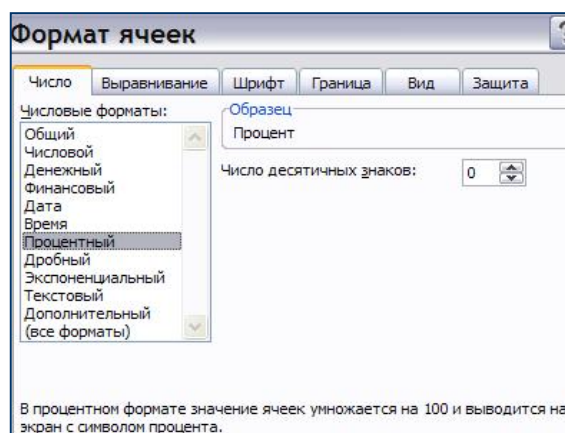 Формат ячеек
?
Число Выравнивание Шрифт Граница Вид Защита
Числовые форматы:
Общий
Числовой
Денежный
Финансовый
Дата
Время
Процентный
Дробный
Экспоненциальный
Текстовый
Дополнительный
(все форматы)
Образец
Процент
Число десятичных знаков: 0
В процентном формате значение ячеек умножается на 100 и выводится на
экран с символом процента.